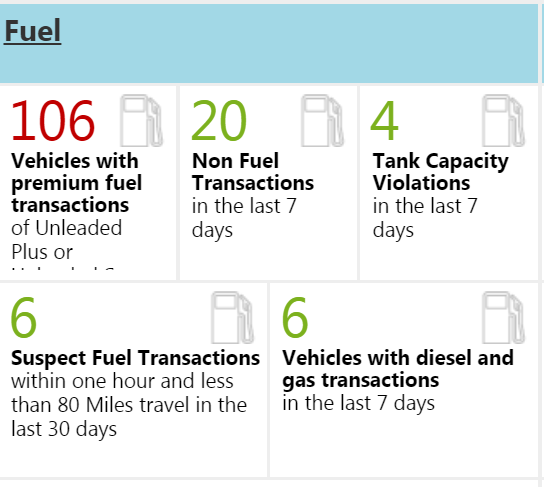 Fuel
106
Vehicles with
premium fuel
transactions
of Unleaded
Plus or
20
Non Fuel
Transactions
in the last 7
days
4
Tank Capacity
Violations
in the last 7
days
6
Suspect Fuel Transactions
within one hour and less
than 80 Miles travel in the
last 30 days
6
Vehicles with diesel and
gas transactions
in the last 7 days